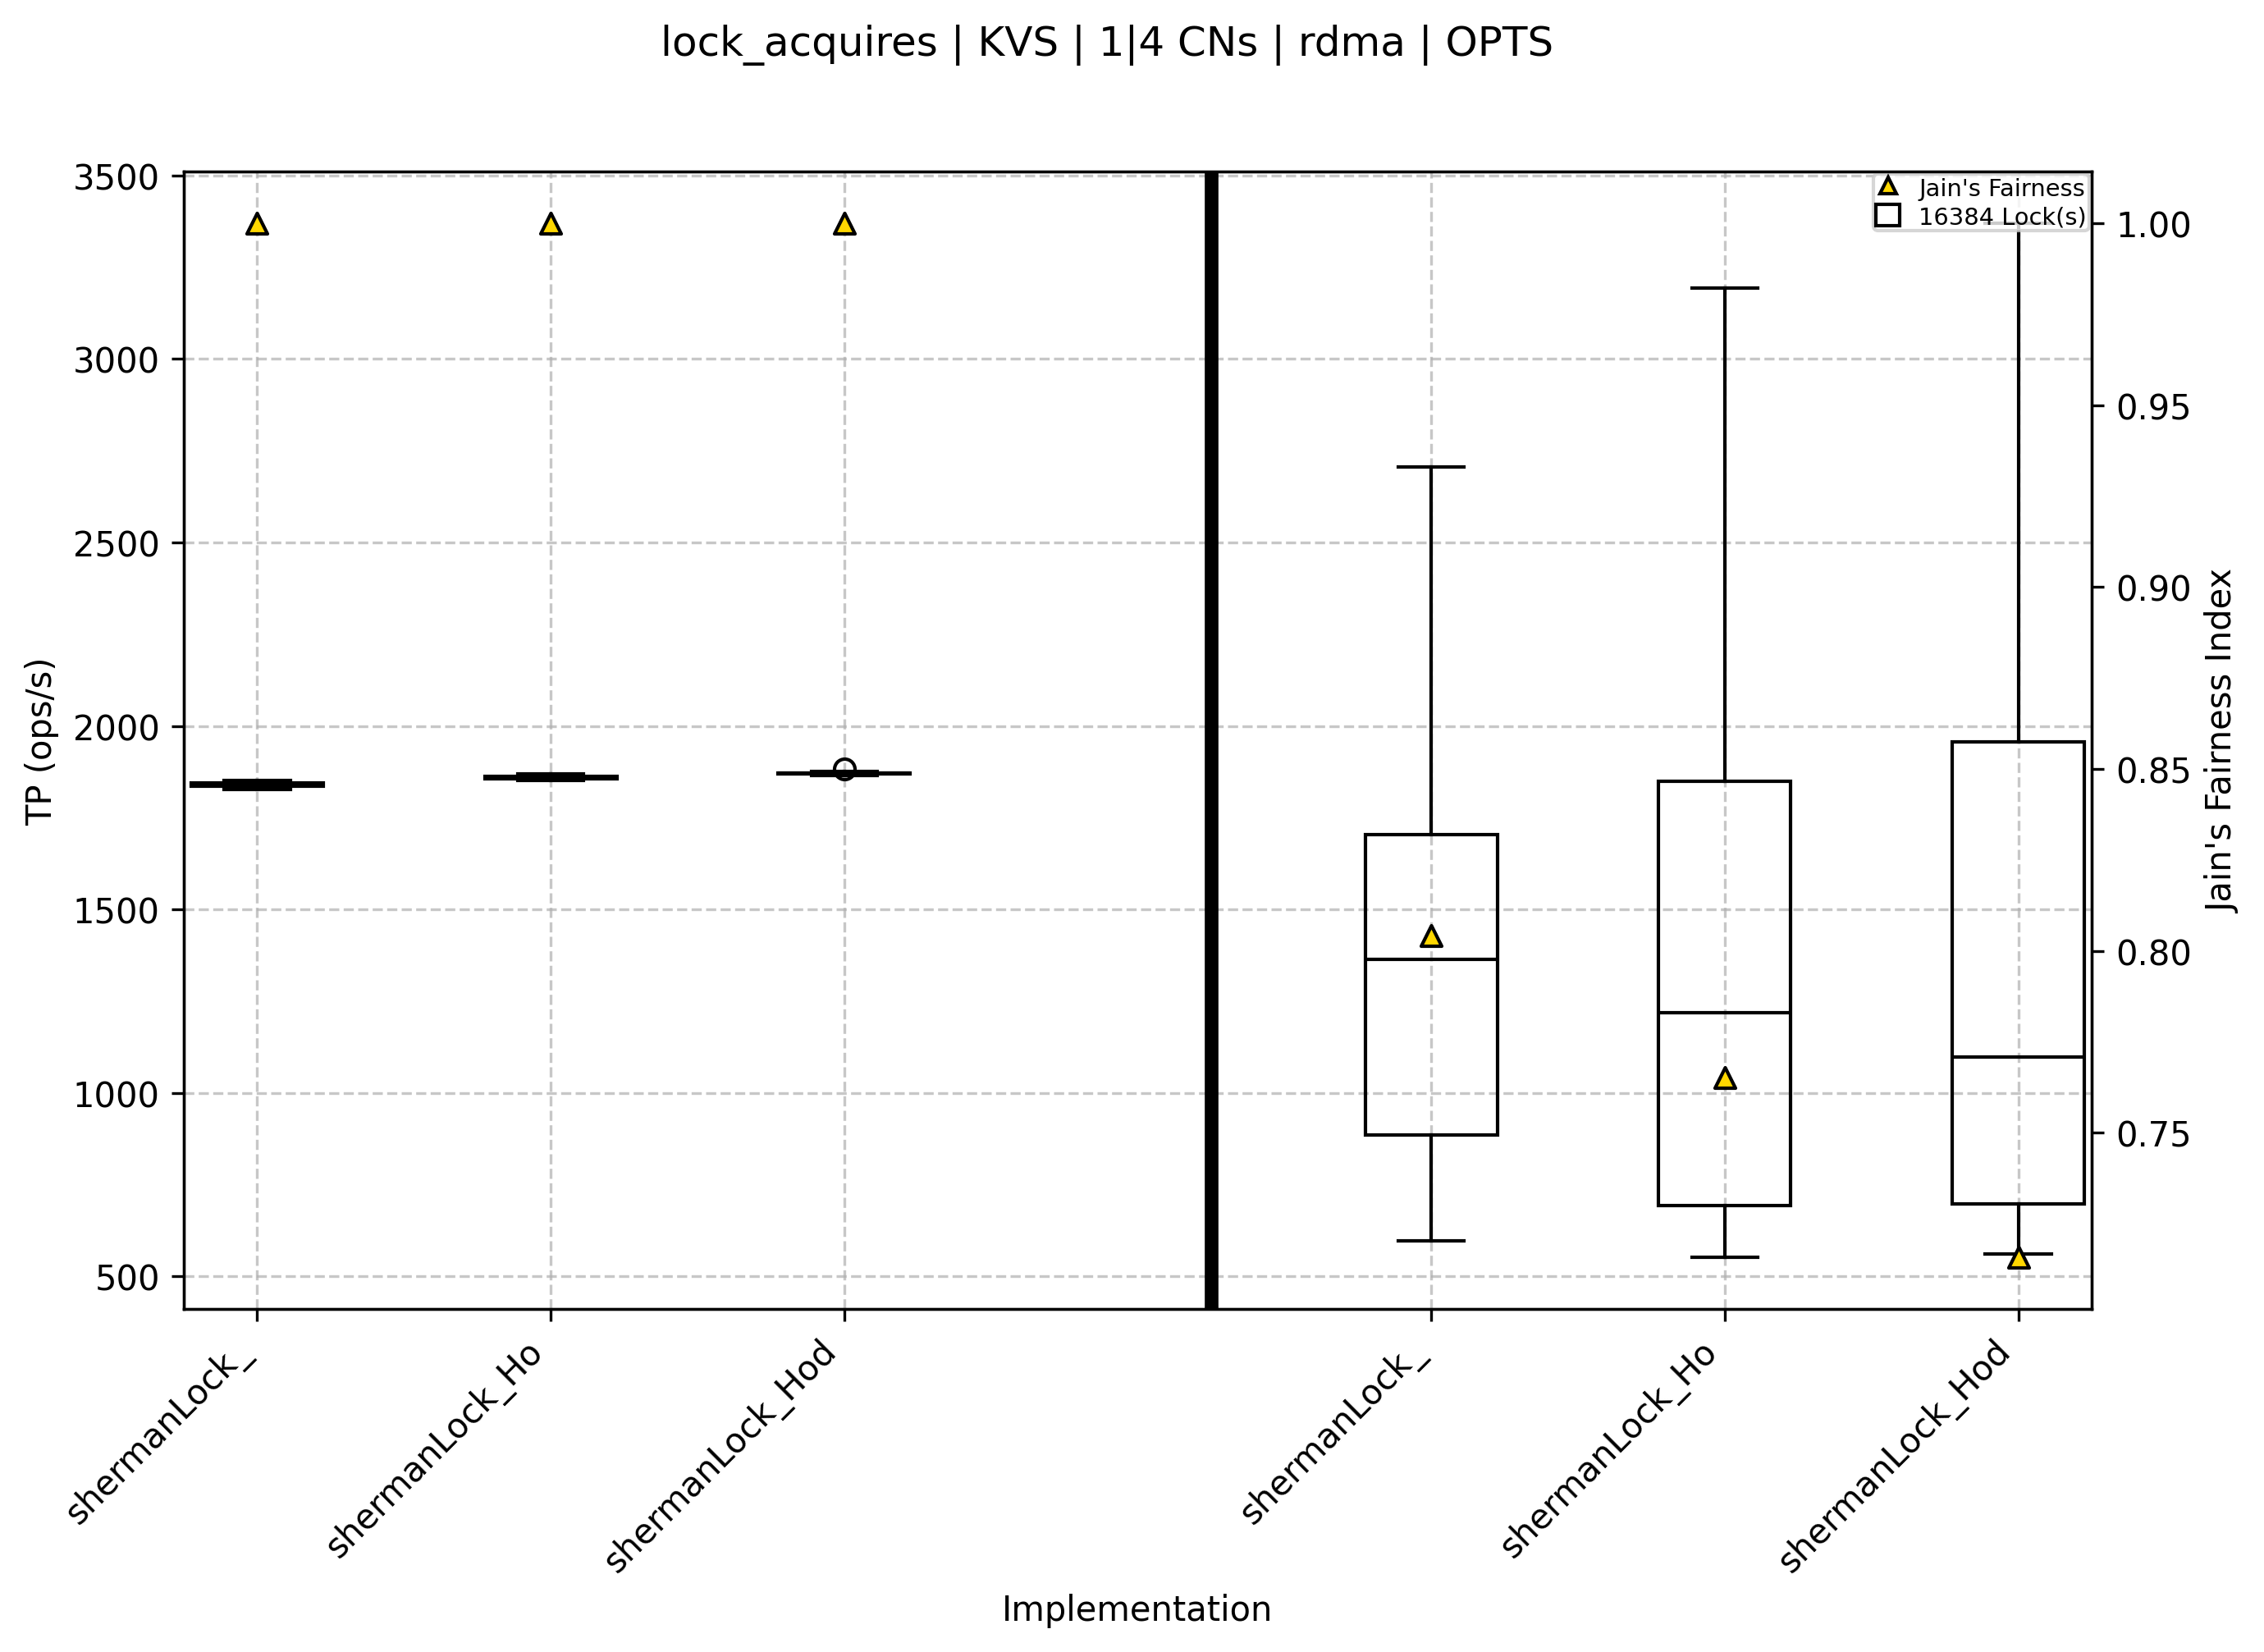 lock_acquires | KVS | 1|4 CNs | rdma | OPTS
Jain's Fairness
16384 Lock(s)
3500
3000
2500
2000
1500
1000
500
TP (ops/s)
1.00
0.95
0.90
0.85
0.80
0.75
Jain's Fairness Index
shermanLock_
shermanLock_Ho
shermanLock_Hod
shermanLock_
shermanLock_Ho
shermanLock_Hod
Implementation